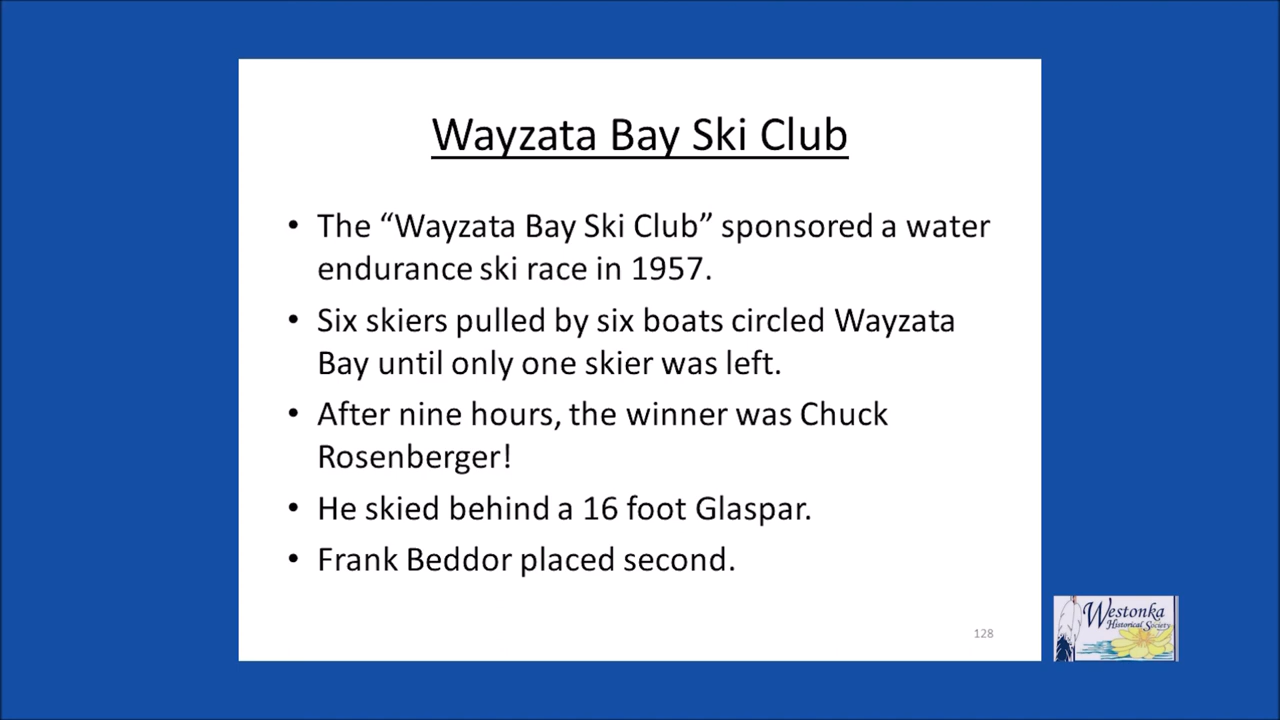 Wayzata Bay Ski Club
• The “Wayzata Bay Ski Club” sponsored a water
endurance ski race in 1957.
• Six skiers pulled by six boats circled Wayzata
Bay until only one skier was left.
• After nine hours, the winner was Chuck
Rosenberger!
• He skied behind a 16 foot Glaspar.
• Frank Beddor placed second.
128
Westonka
Historical Society